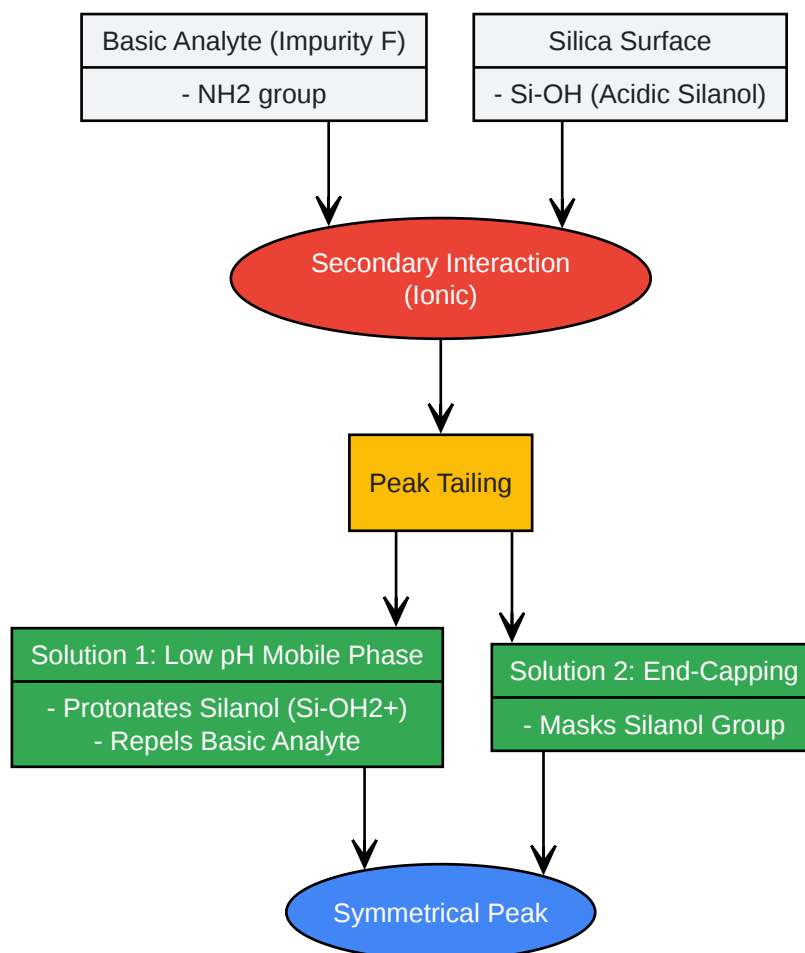 Basic Analyte (Impurity F)
- NH2 group
Silica Surface
- Si-OH (Acidic Silanol)
Secondary Interaction
(Ionic)
Peak Tailing
Solution 1: Low pH Mobile Phase
- Protonates Silanol (Si-OH2+)
- Repels Basic Analyte
Solution 2: End-Capping
- Masks Silanol Group
Symmetrical Peak